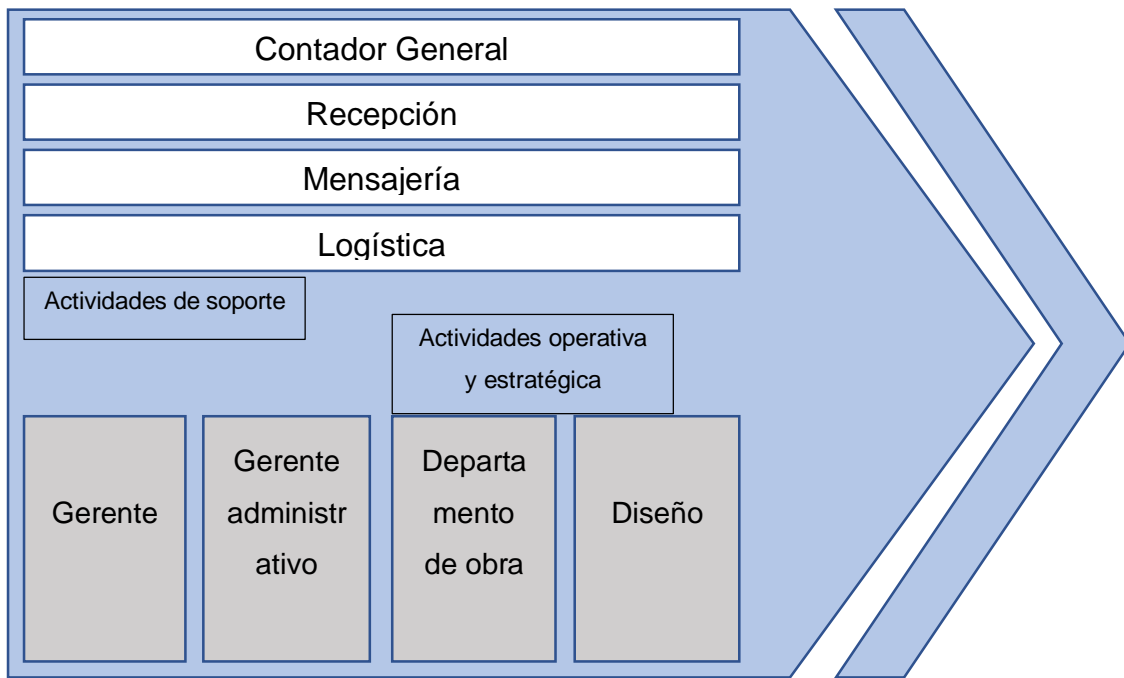 Contador General
Recepción
Mensajería
Logística
Actividades de soporte
Actividades operativa
y estratégica
Gerente
Gerente
administr
ativo
Departa
mento
de obra
Diseño